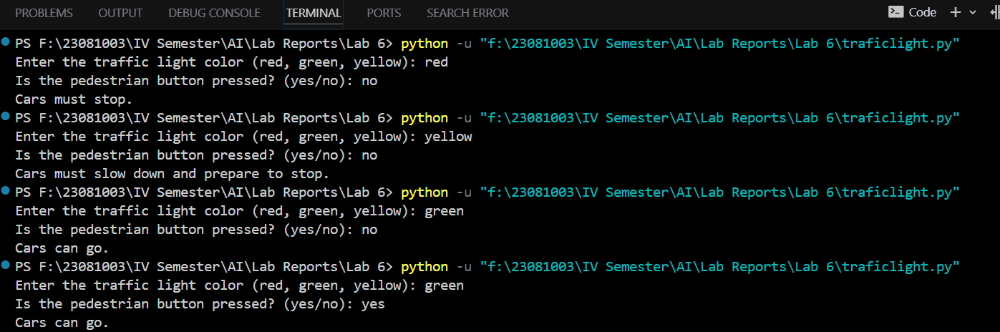 PROBLEMS OUTPUT DEBUG CONSOLE TERMINAL PORTS SEARCH ERROR Code
PS F:\23081003\IV Semester\AI\Lab Reports\Lab 6> python -u "f:\23081003\IV Semester\AI\Lab Reports\Lab 6\traficlight.py"
Enter the traffic light color (red, green, yellow): red
Is the pedestrian button pressed? (yes/no): no
Cars must stop.
PS F:\23081003\IV Semester\AI\Lab Reports\Lab 6> python -u "f:\23081003\IV Semester\AI\Lab Reports\Lab 6\traficlight.py"
Enter the traffic light color (red, green, yellow): yellow
Is the pedestrian button pressed? (yes/no): no
Cars must slow down and prepare to stop.
PS F:\23081003\IV Semester\AI\Lab Reports\Lab 6> python -u "f:\23081003\IV Semester\AI\Lab Reports\Lab 6\traficlight.py"
Enter the traffic light color (red, green, yellow): green
Is the pedestrian button pressed? (yes/no): no
Cars can go.
PS F:\23081003\IV Semester\AI\Lab Reports\Lab 6> python -u "f:\23081003\IV Semester\AI\Lab Reports\Lab 6\traficlight.py"
Enter the traffic light color (red, green, yellow): green
Is the pedestrian button pressed? (yes/no): yes
Cars can go.